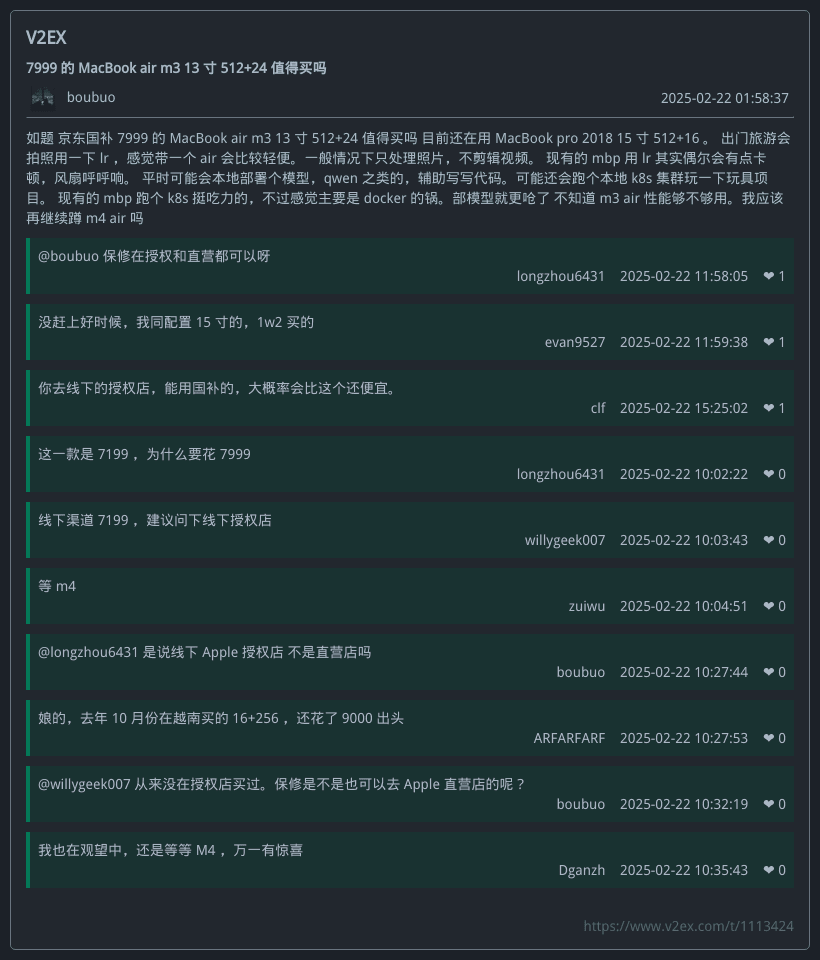 V2EX
7999 的 MacBook air m3 13 寸 512+24 值得买吗
boubuo 2025-02-22 01:58:37
如题 京东国补 7999 的 MacBook air m3 13 寸 512+24 值得买吗 目前还在用 MacBook pro 2018 15 寸 512+16 。 出门旅游会
拍照用一下 lr ，感觉带一个 air 会比较轻便。一般情况下只处理照片，不剪辑视频。 现有的 mbp 用 lr 其实偶尔会有点卡
顿，风扇呼呼响。 平时可能会本地部署个模型，qwen 之类的，辅助写写代码。可能还会跑个本地 k8s 集群玩一下玩具项
目。 现有的 mbp 跑个 k8s 挺吃力的，不过感觉主要是 docker 的锅。部模型就更呛了 不知道 m3 air 性能够不够用。我应该
再继续蹲 m4 air 吗
@boubuo 保修在授权和直营都可以呀
longzhou6431 2025-02-22 11:58:05 ❤ 1
没赶上好时候，我同配置 15 寸的，1w2 买的
evan9527 2025-02-22 11:59:38 ❤ 1
你去线下的授权店，能用国补的，大概率会比这个还便宜。
clf 2025-02-22 15:25:02 ❤ 1
这一款是 7199 ，为什么要花 7999
longzhou6431 2025-02-22 10:02:22 ❤ 0
线下渠道 7199 ，建议问下线下授权店
willygeek007 2025-02-22 10:03:43 ❤ 0
等 m4
zuiwu 2025-02-22 10:04:51 ❤ 0
@longzhou6431 是说线下 Apple 授权店 不是直营店吗
boubuo 2025-02-22 10:27:44 ❤ 0
娘的，去年 10 月份在越南买的 16+256 ，还花了 9000 出头
ARFARFARF 2025-02-22 10:27:53 ❤ 0
@willygeek007 从来没在授权店买过。保修是不是也可以去 Apple 直营店的呢？
boubuo 2025-02-22 10:32:19 ❤ 0
我也在观望中，还是等等 M4 ，万一有惊喜
Dganzh 2025-02-22 10:35:43 ❤ 0
https://www.v2ex.com/t/1113424